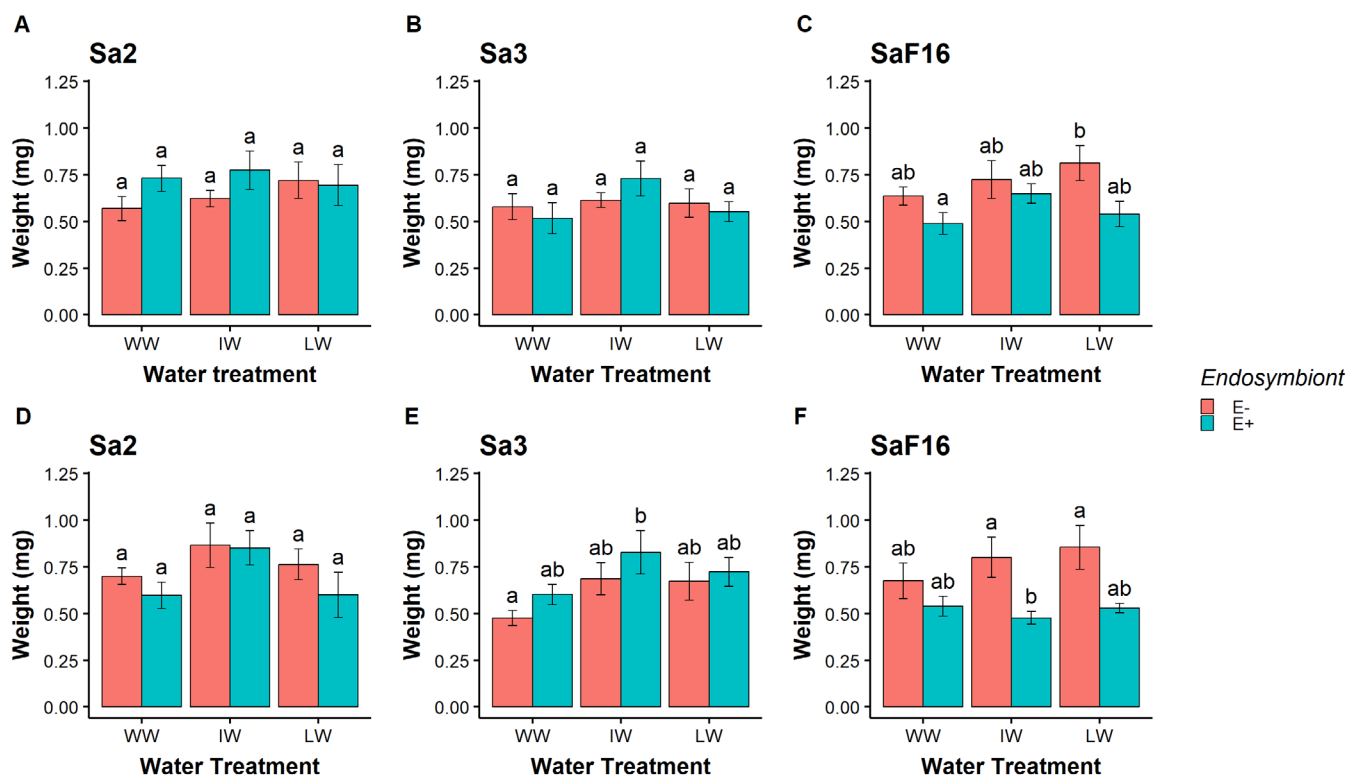 A
Sa2
Weight (mg)
1.25
1.00
0.75
0.50
0.25
0.00
a
a
a
a
a
a
WW
IW
LW
Water treatment
B
Sa3
Weight (mg)
1.25
1.00
0.75
0.50
0.25
0.00
a
a
a
a
a
a
WW
IW
LW
Water Treatment
C
SaF16
Weight (mg)
1.25
1.00
0.75
0.50
0.25
0.00
ab
a
ab
ab
b
ab
WW
IW
LW
Water Treatment
Endosymbiont
E-
E+
D
Sa2
Weight (mg)
1.25
1.00
0.75
0.50
0.25
0.00
a
a
a
a
a
a
WW
IW
LW
Water Treatment
E
Sa3
Weight (mg)
1.25
1.00
0.75
0.50
0.25
0.00
a
ab
ab
b
ab
ab
WW
IW
LW
Water Treatment
F
SaF16
Weight (mg)
1.25
1.00
0.75
0.50
0.25
0.00
ab
ab
a
b
a
ab
WW
IW
LW
Water Treatment